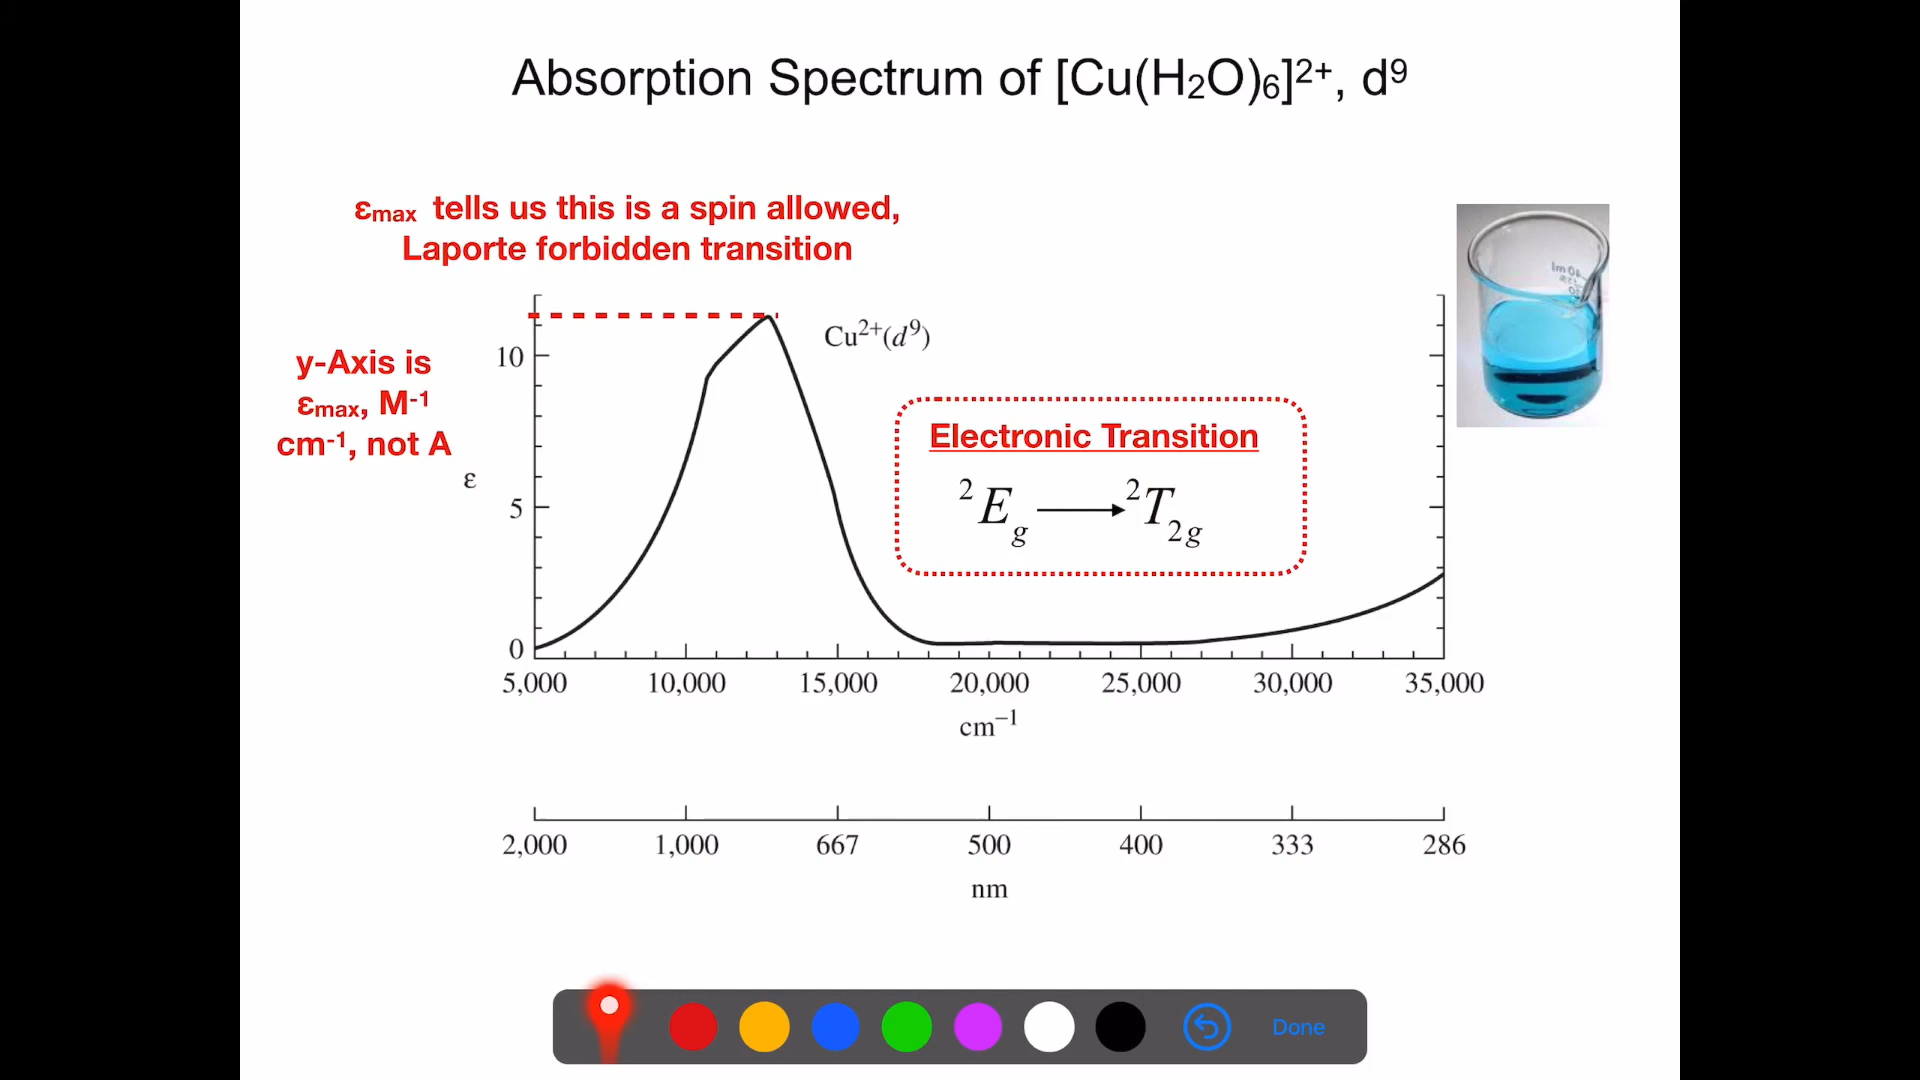 Absorption Spectrum of [Cu(H₂O)₆]²⁺, d⁹
εmax tells us this is a spin allowed,
Laporte forbidden transition
y-Axis is
εmax, M⁻¹
cm⁻¹, not A
Cu²⁺(d⁹)
10
5
0
ε
Electronic Transition
²E_g ⟶ ²T₂g
5,000 10,000 15,000 20,000 25,000 30,000 35,000
cm⁻¹
2,000 1,000 667 500 400 333 286
nm
Done